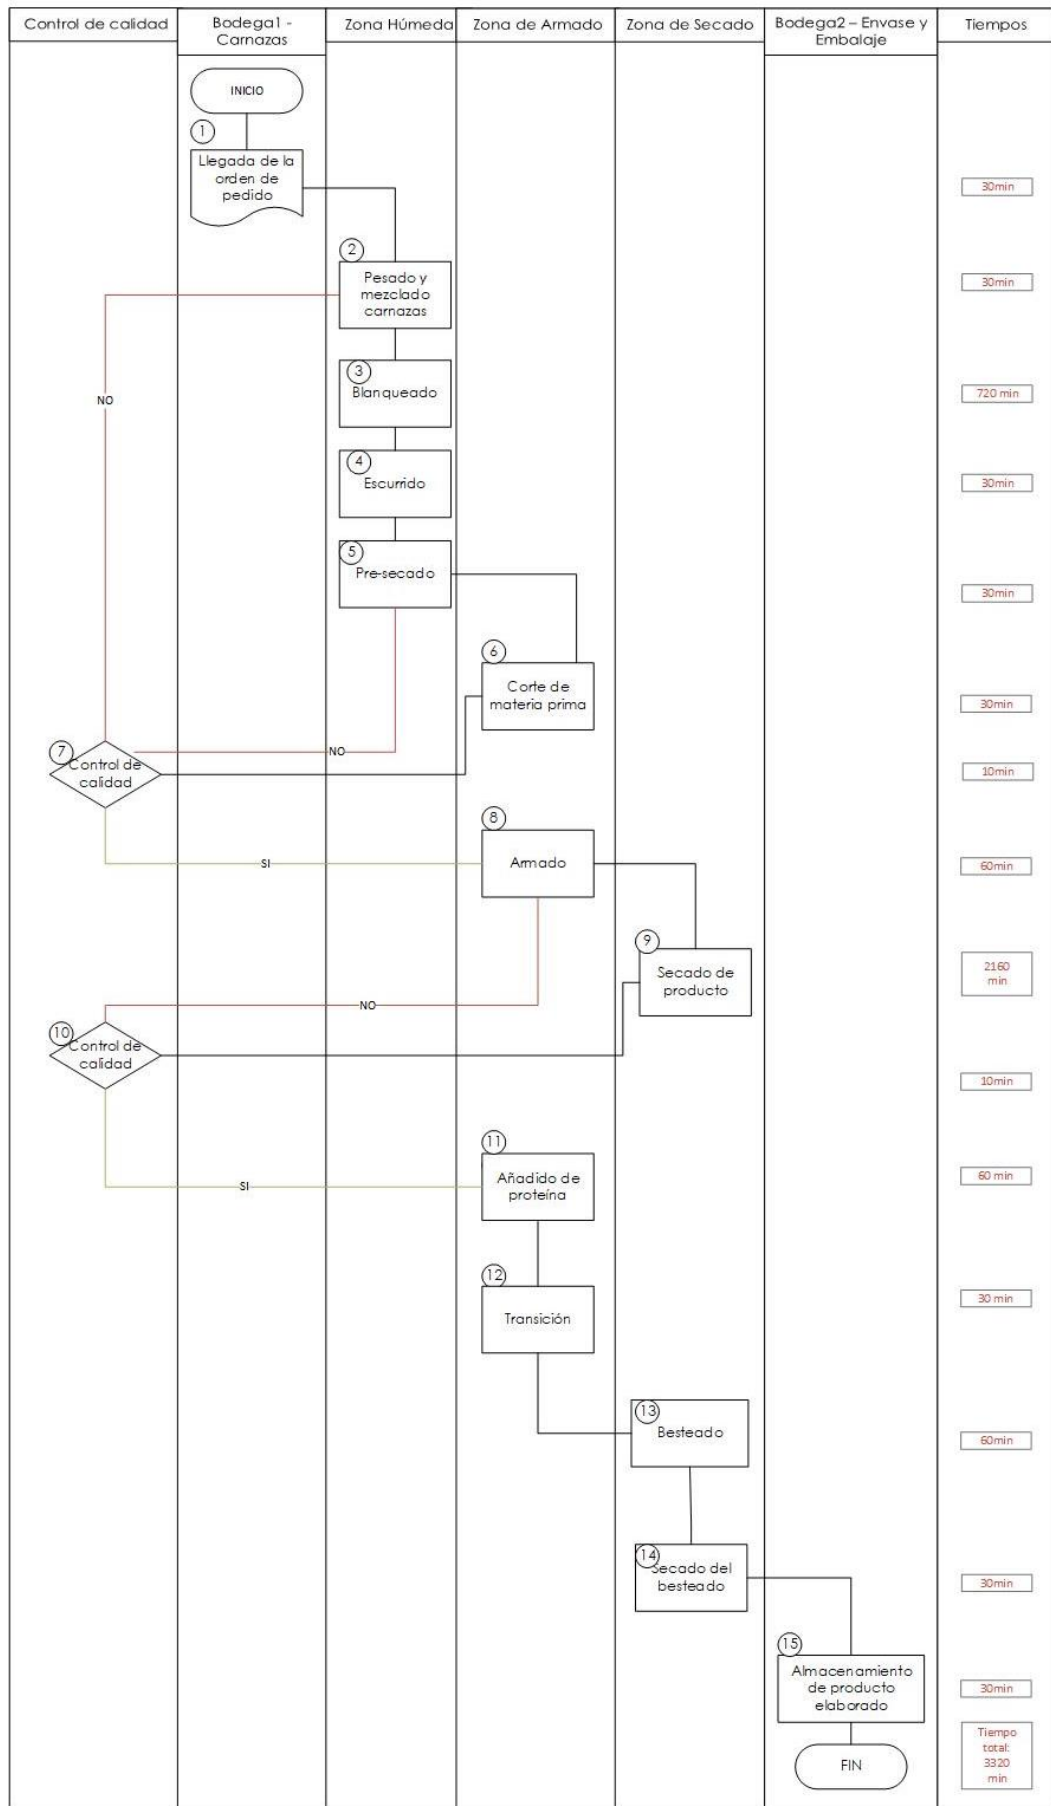 Control de calidad
Bodega1 -
Carnazas
Zona Húmeda
Zona de Armado
Zona de Secado
Bodega2 – Envase y
Embalaje
Tiempos
INICIO
1
Llegada de la
orden de
pedido
30min
2
Pesado y
mezclado
carnazas
30min
NO
3
Blanqueado
720 min
4
Escurrido
30min
5
Pre-secado
30min
6
Corte de
materia prima
30min
NO
7
Control de
calidad
10min
8
Armado
SI
60min
9
Secado de
producto
2160
min
NO
10
Control de
calidad
10min
11
Añadido de
proteína
SI
60 min
12
Transición
30 min
13
Besteado
60min
14
Secado del
besteado
30min
15
Almacenamiento
de producto
elaborado
30min
FIN
Tiempo
total:
3320
min